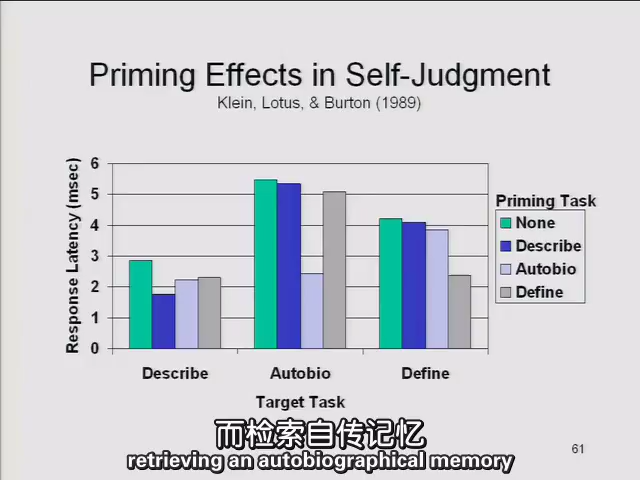 Priming Effects in Self-Judgment
Klein, Lotus, & Burton (1989)
Response Latency (msec)
6
5
4
3
2
1
0
Describe
Autobio
Define
Target Task
Priming Task
None
Describe
Autobio
Define
而检索自传记忆
retrieving an autobiographical memory
61